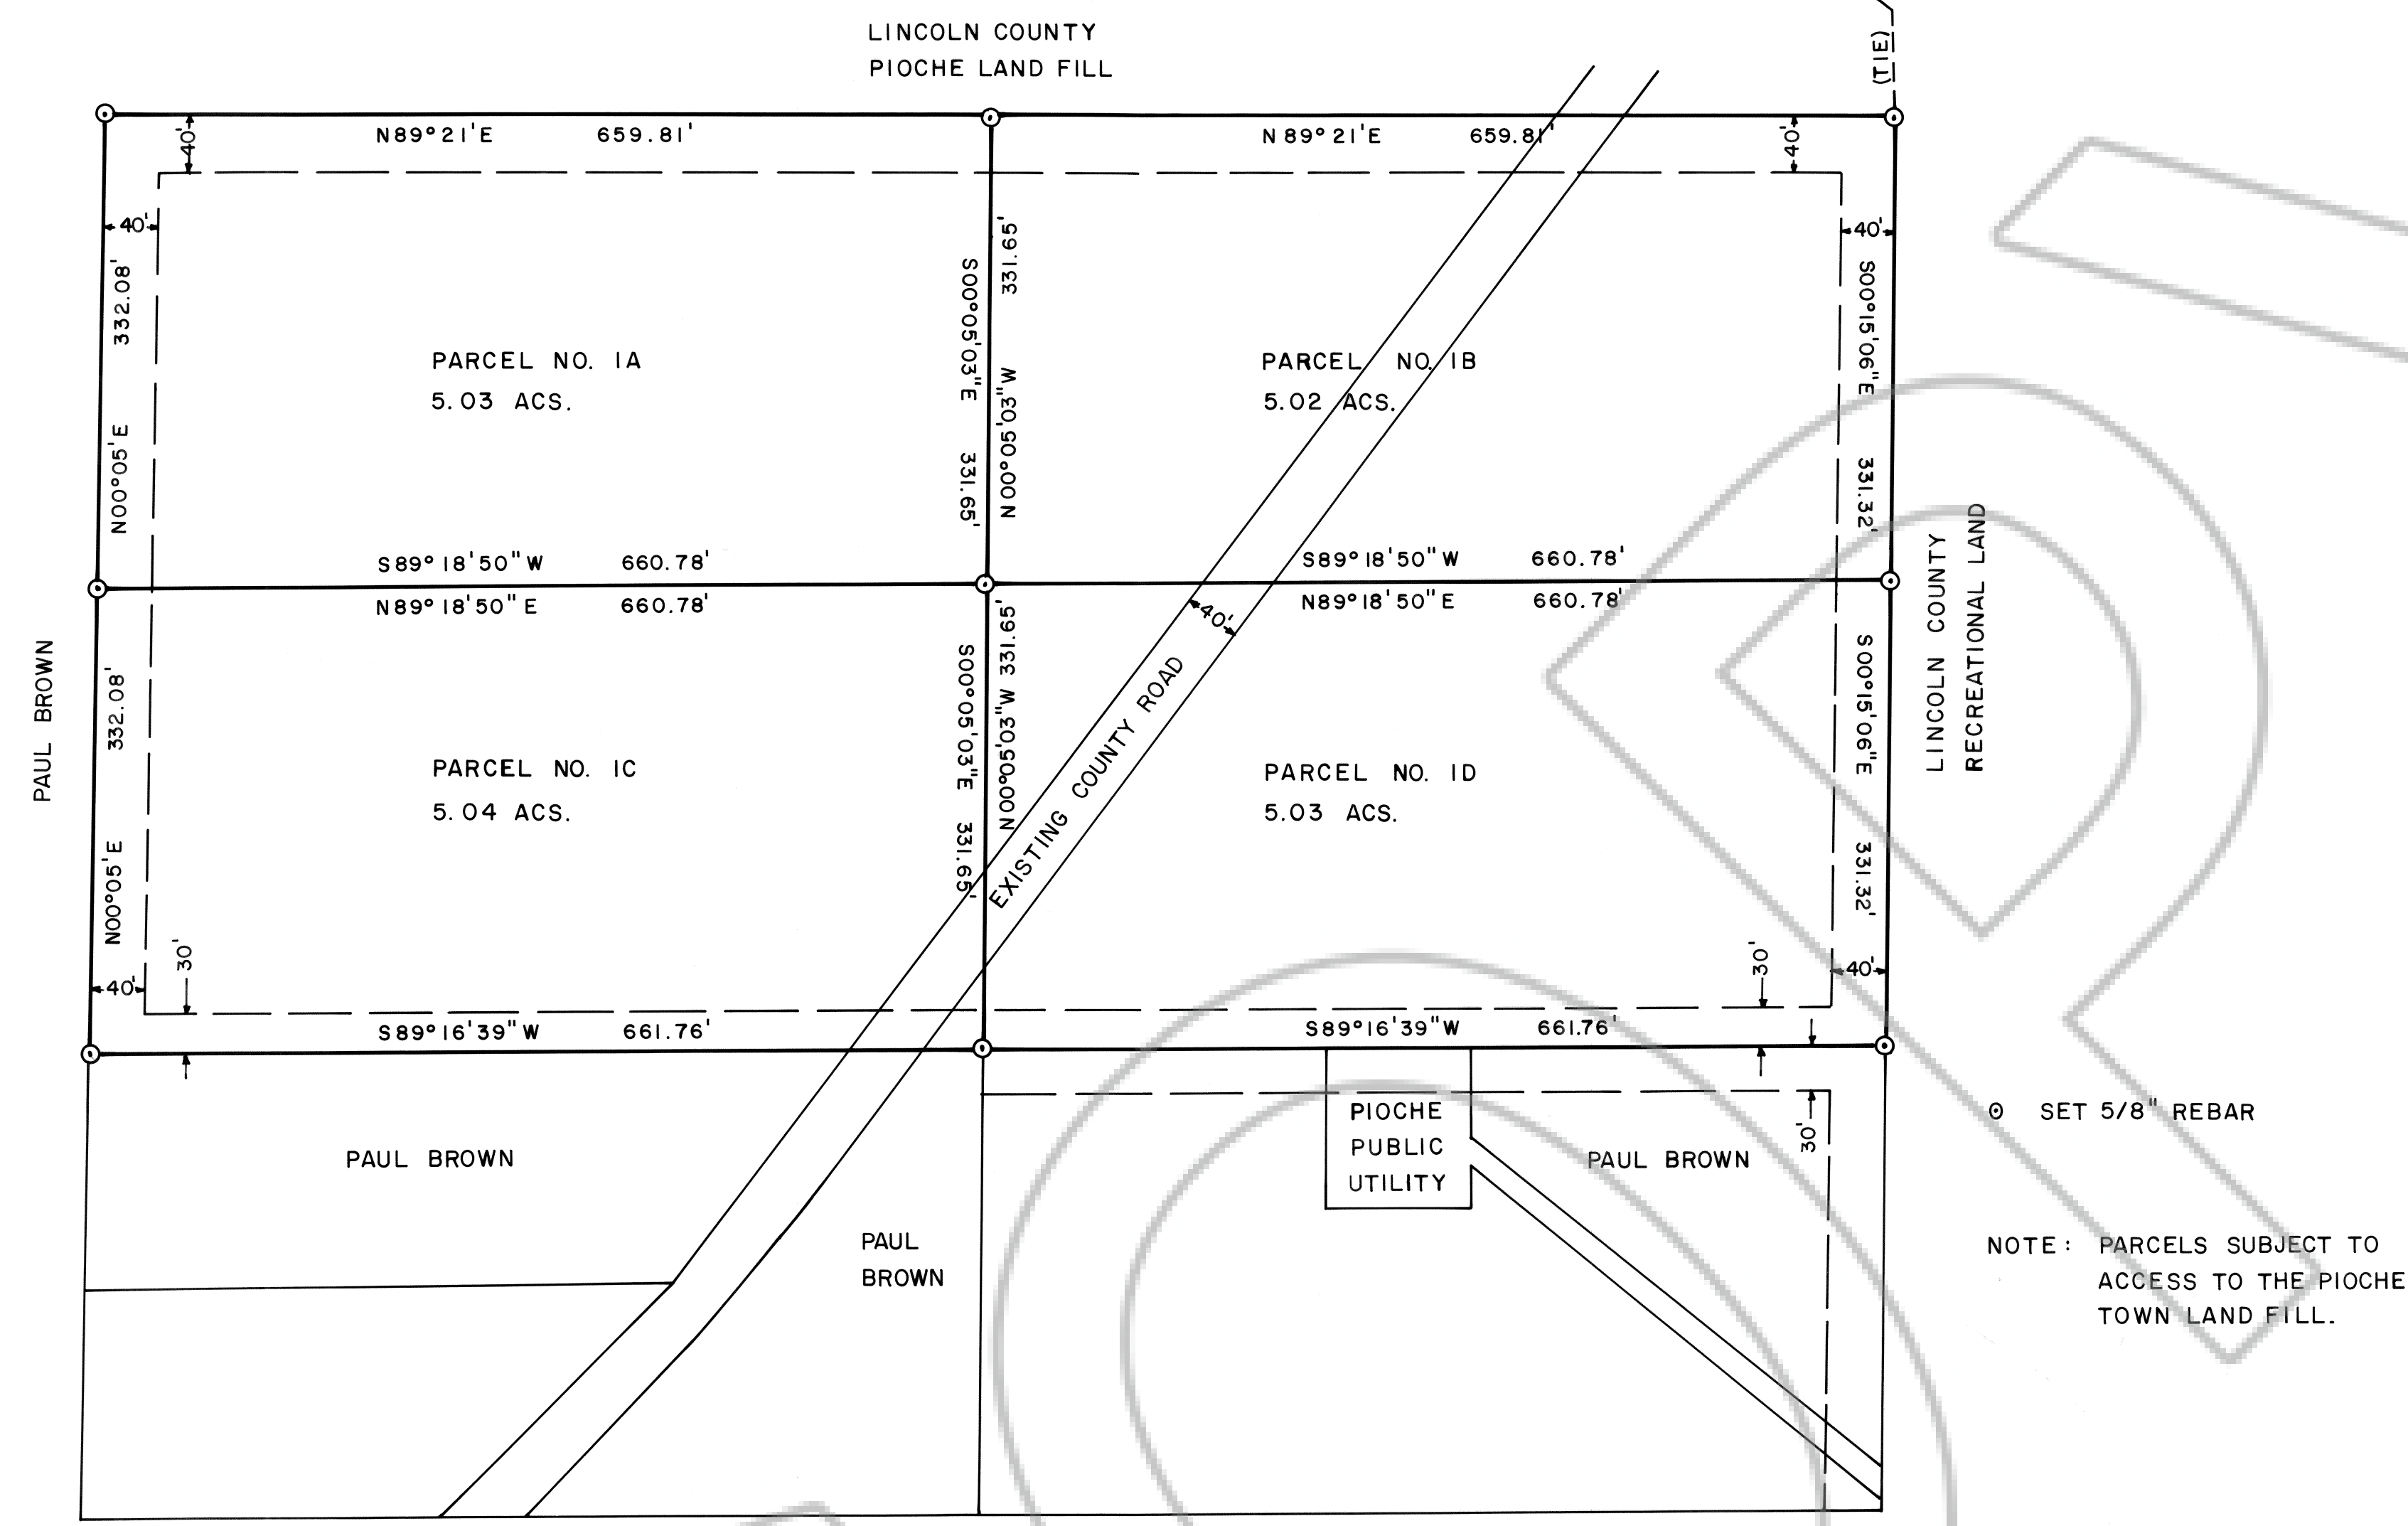 LINCOLN COUNTY
PIOCHE LAND FILL
(TIE)
N89°21'E 659.81'
N89°21'E 659.81'
40'
40'
40'
40'
332.08'
N00°05'E
S00°05'03"E 331.65'
331.65'
N00°05'03"W
S00°15'06"E 331.32'
PARCEL NO. 1A
5.03 ACS.
PARCEL NO. 1B
5.02 ACS.
S89°18'50"W 660.78'
N89°18'50"E 660.78'
S89°18'50"W 660.78'
N89°18'50"E 660.78'
40'
EXISTING COUNTY ROAD
PAUL BROWN
LINCOLN COUNTY
RECREATIONAL LAND
332.08'
N00°05'E
S00°05'03"E 331.65'
N00°05'03"W 331.65'
S00°15'06"E 331.32'
PARCEL NO. 1C
5.04 ACS.
PARCEL NO. 1D
5.03 ACS.
30'
40'
30'
40'
S89°16'39"W 661.76'
S89°16'39"W 661.76'
30'
PAUL BROWN
PAUL
BROWN
PIOCHE
PUBLIC
UTILITY
PAUL BROWN
SET 5/8" REBAR
NOTE: PARCELS SUBJECT TO
ACCESS TO THE PIOCHE
TOWN LAND FILL.